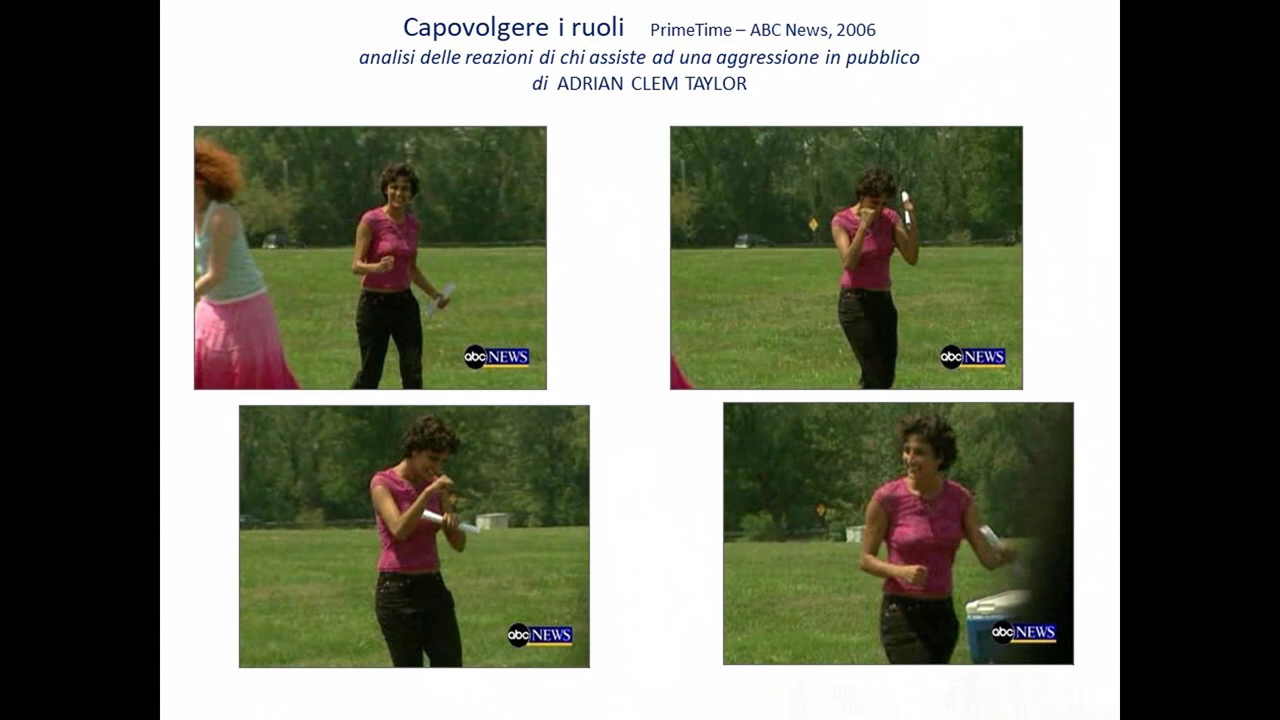 Capovolgere i ruoli PrimeTime – ABC News, 2006
analisi delle reazioni di chi assiste ad una aggressione in pubblico
di ADRIAN CLEM TAYLOR
abc NEWS
abc NEWS
abc NEWS
abc NEWS